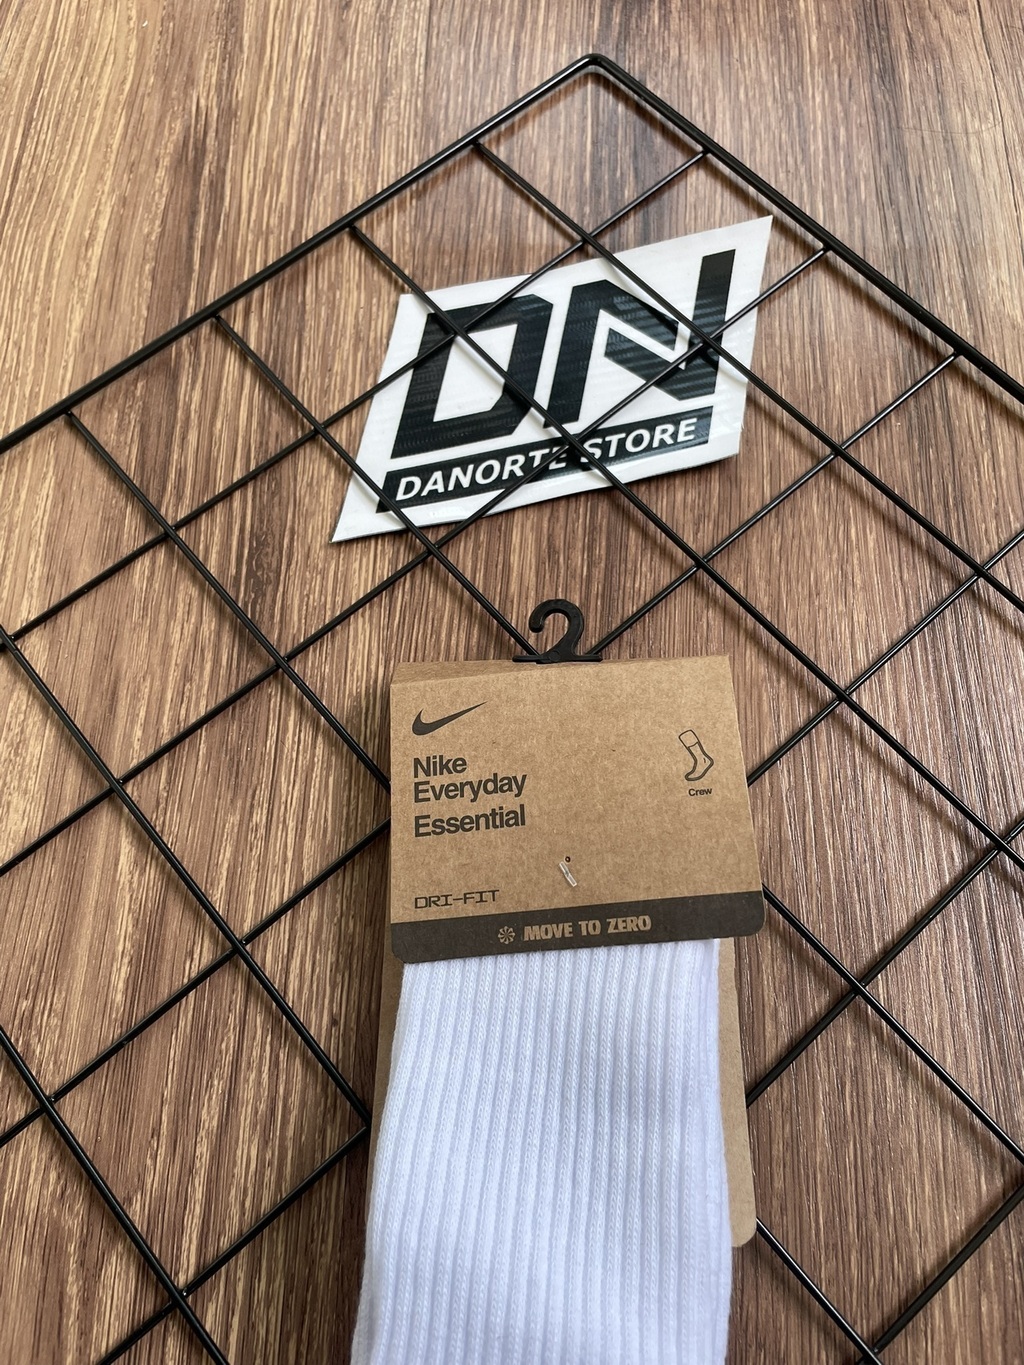 DN
DANORTE STORE
Nike
Everyday
Essential
Crew
DRI-FIT
MOVE TO ZERO